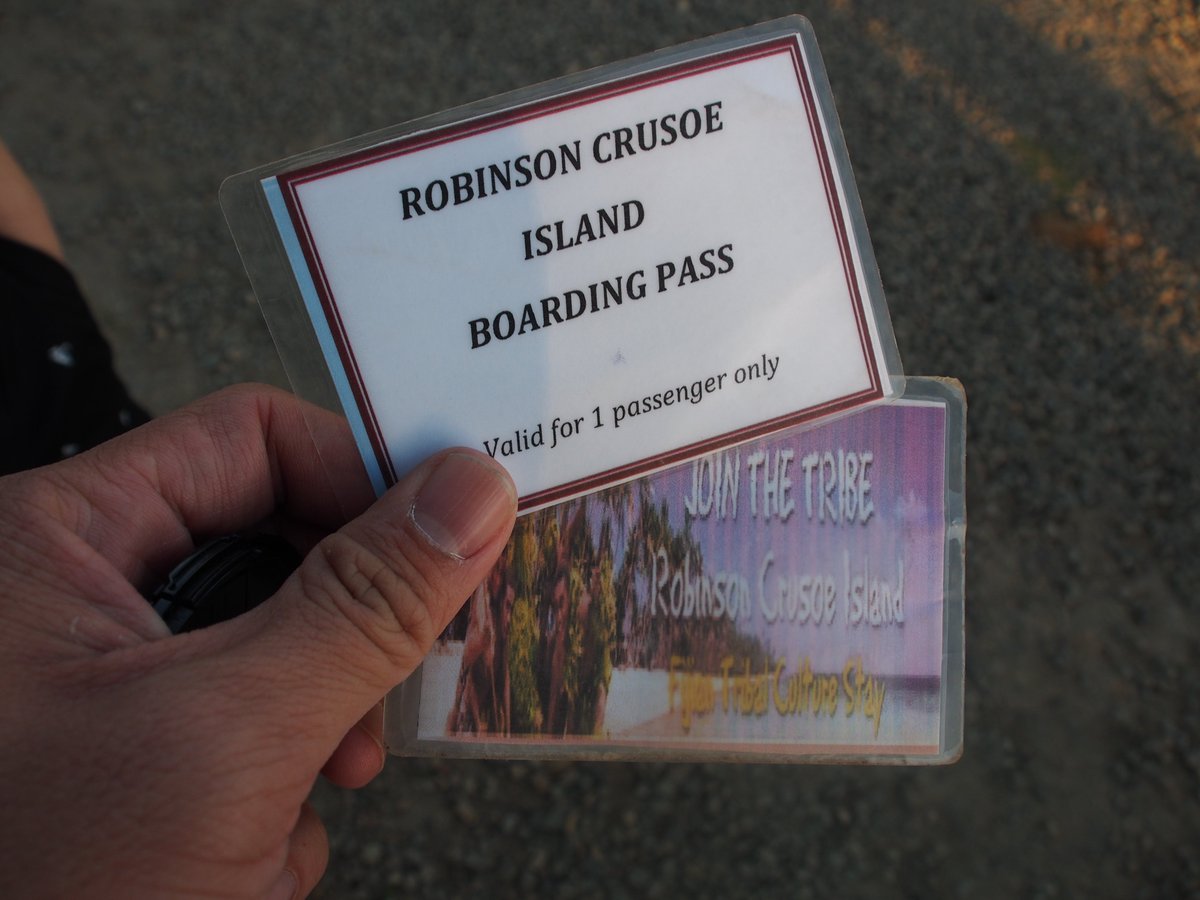 ROBINSON CRUSOE
ISLAND
BOARDING PASS
Valid for 1 passenger only
JOIN THE TRIBE
Robinson Crusoe Island
Fijian Tribal Culture Stay